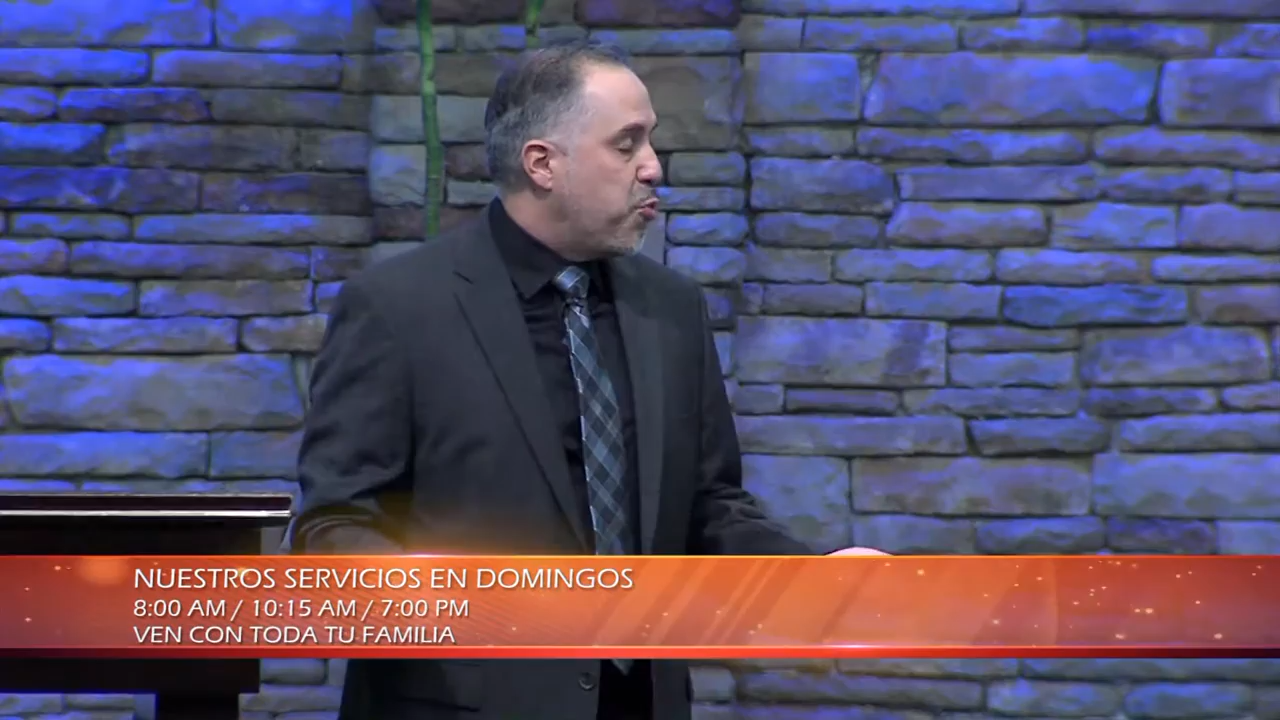 NUESTROS SERVICIOS EN DOMINGOS
8:00 AM / 10:15 AM / 7:00 PM
VEN CON TODA TU FAMILIA